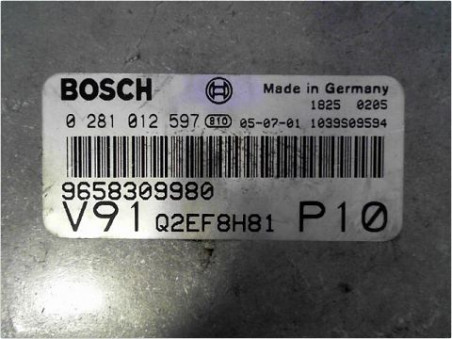 BOSCH Made in Germany
1825 0205
0 281 012 597 810 05-07-01 1039S09594
9658309980
V91 Q2EF8H81 P10